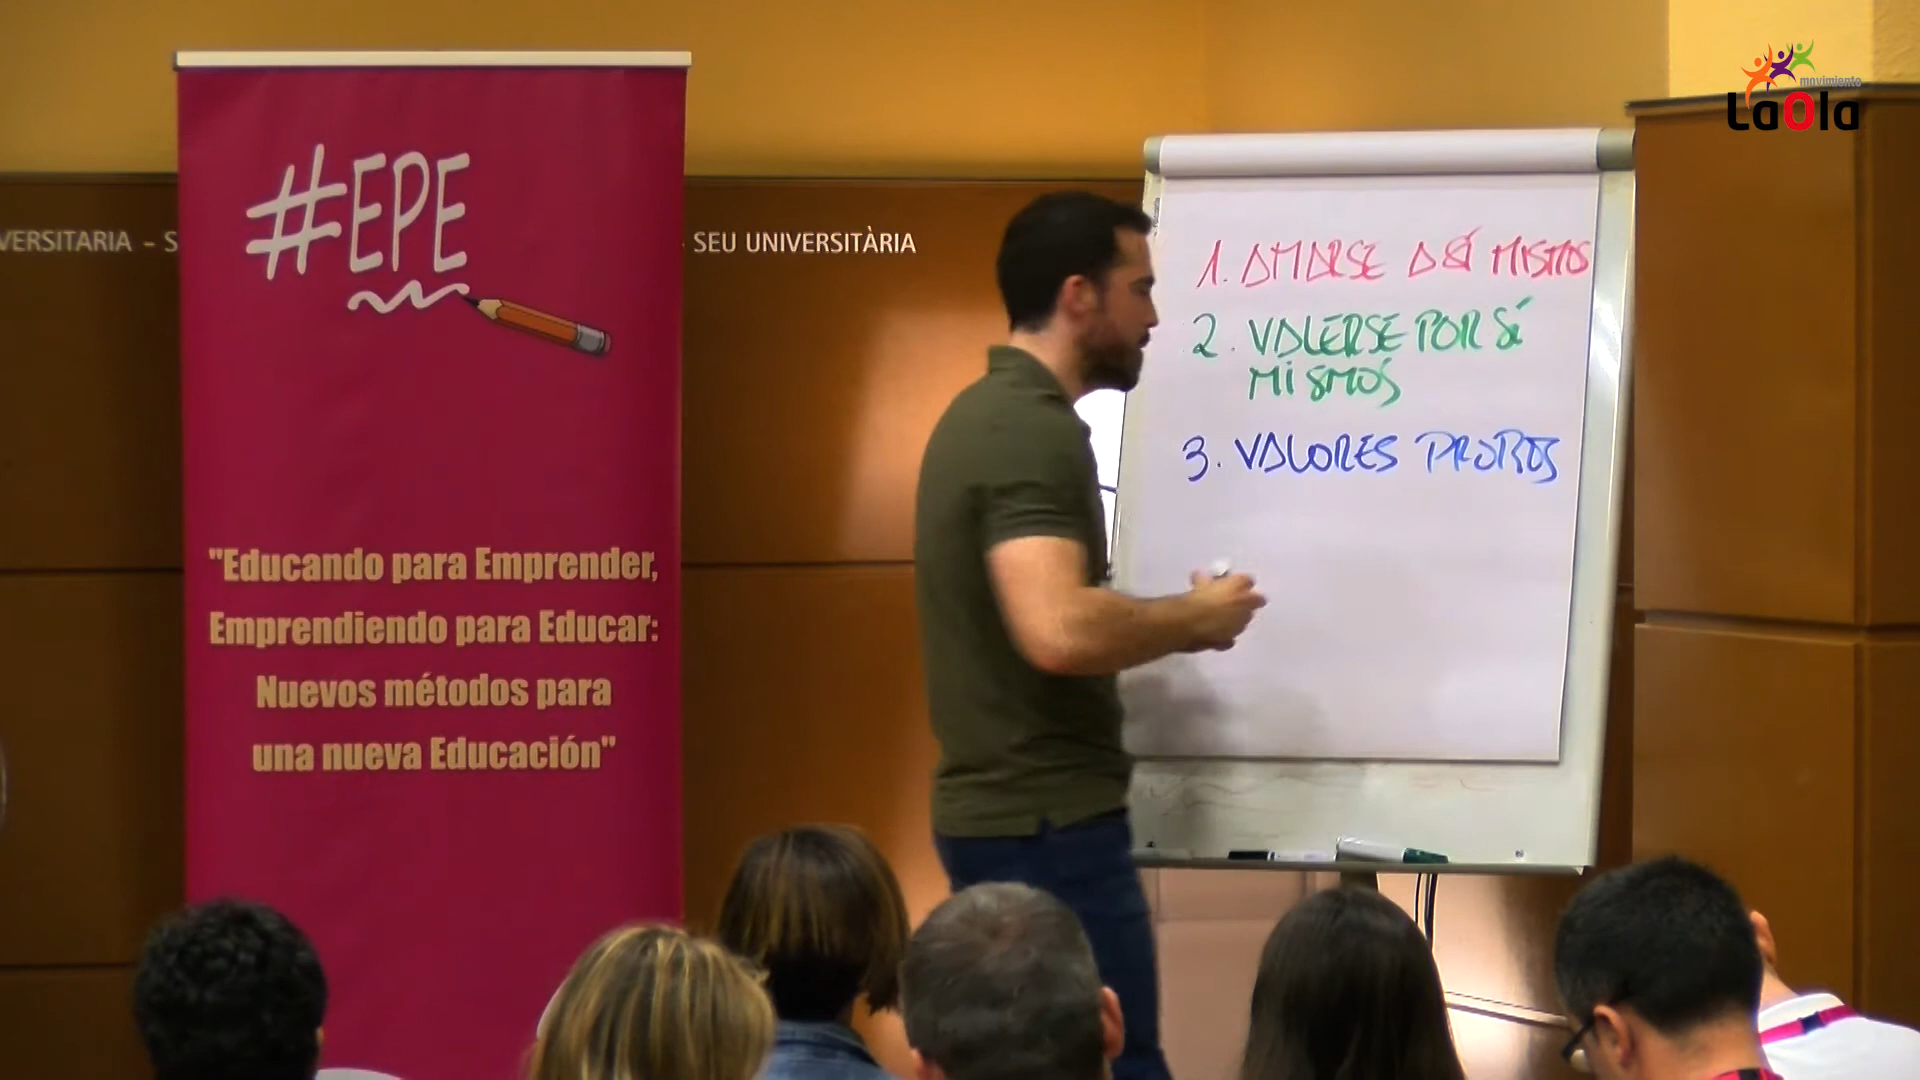 #EPE
"Educando para Emprender,
Emprendiendo para Educar:
Nuevos métodos para
una nueva Educación"
VERSITARIA - S
SEU UNIVERSITÀRIA
1. AMARSE A SÍ MISMOS
2. VALERSE POR SÍ
MISMOS
3. VALORES PROPIOS
movimiento
LaOla